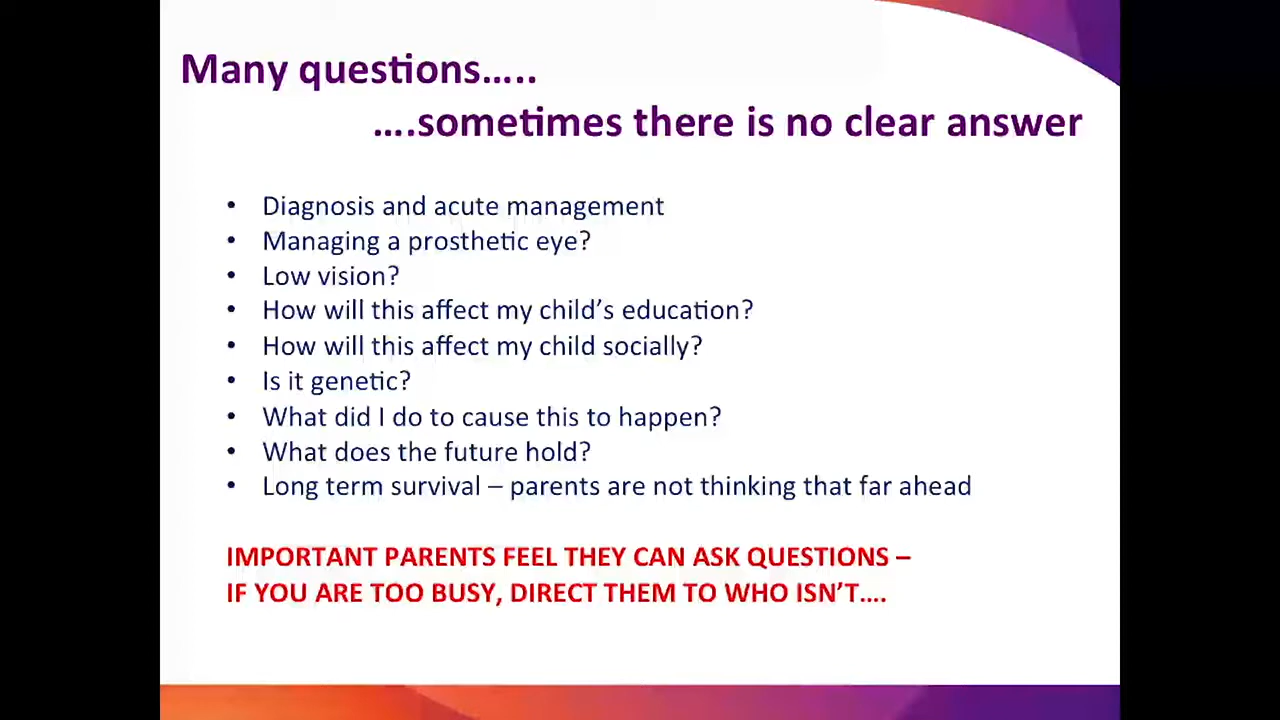 Many questions…..
….sometimes there is no clear answer
• Diagnosis and acute management
• Managing a prosthetic eye?
• Low vision?
• How will this affect my child’s education?
• How will this affect my child socially?
• Is it genetic?
• What did I do to cause this to happen?
• What does the future hold?
• Long term survival – parents are not thinking that far ahead
IMPORTANT PARENTS FEEL THEY CAN ASK QUESTIONS –
IF YOU ARE TOO BUSY, DIRECT THEM TO WHO ISN’T….